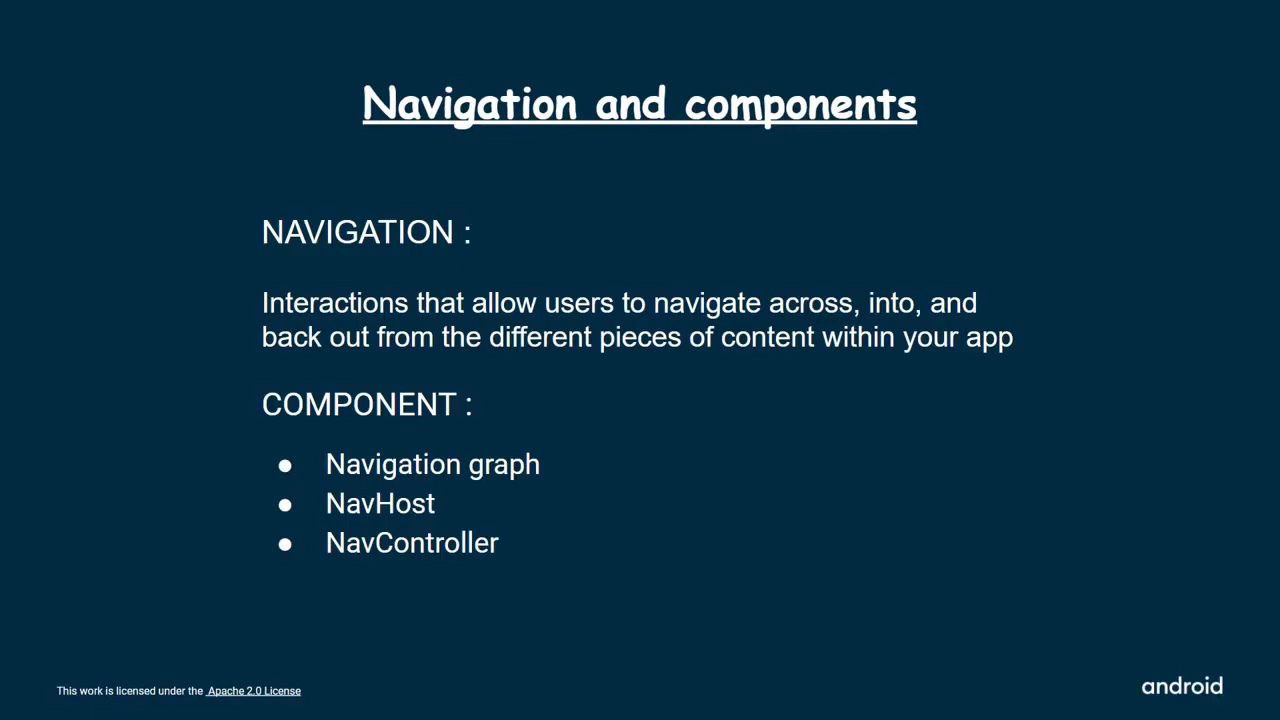 Navigation and components
NAVIGATION :
Interactions that allow users to navigate across, into, and
back out from the different pieces of content within your app
COMPONENT :
● Navigation graph
● NavHost
● NavController
This work is licensed under the Apache 2.0 License
android